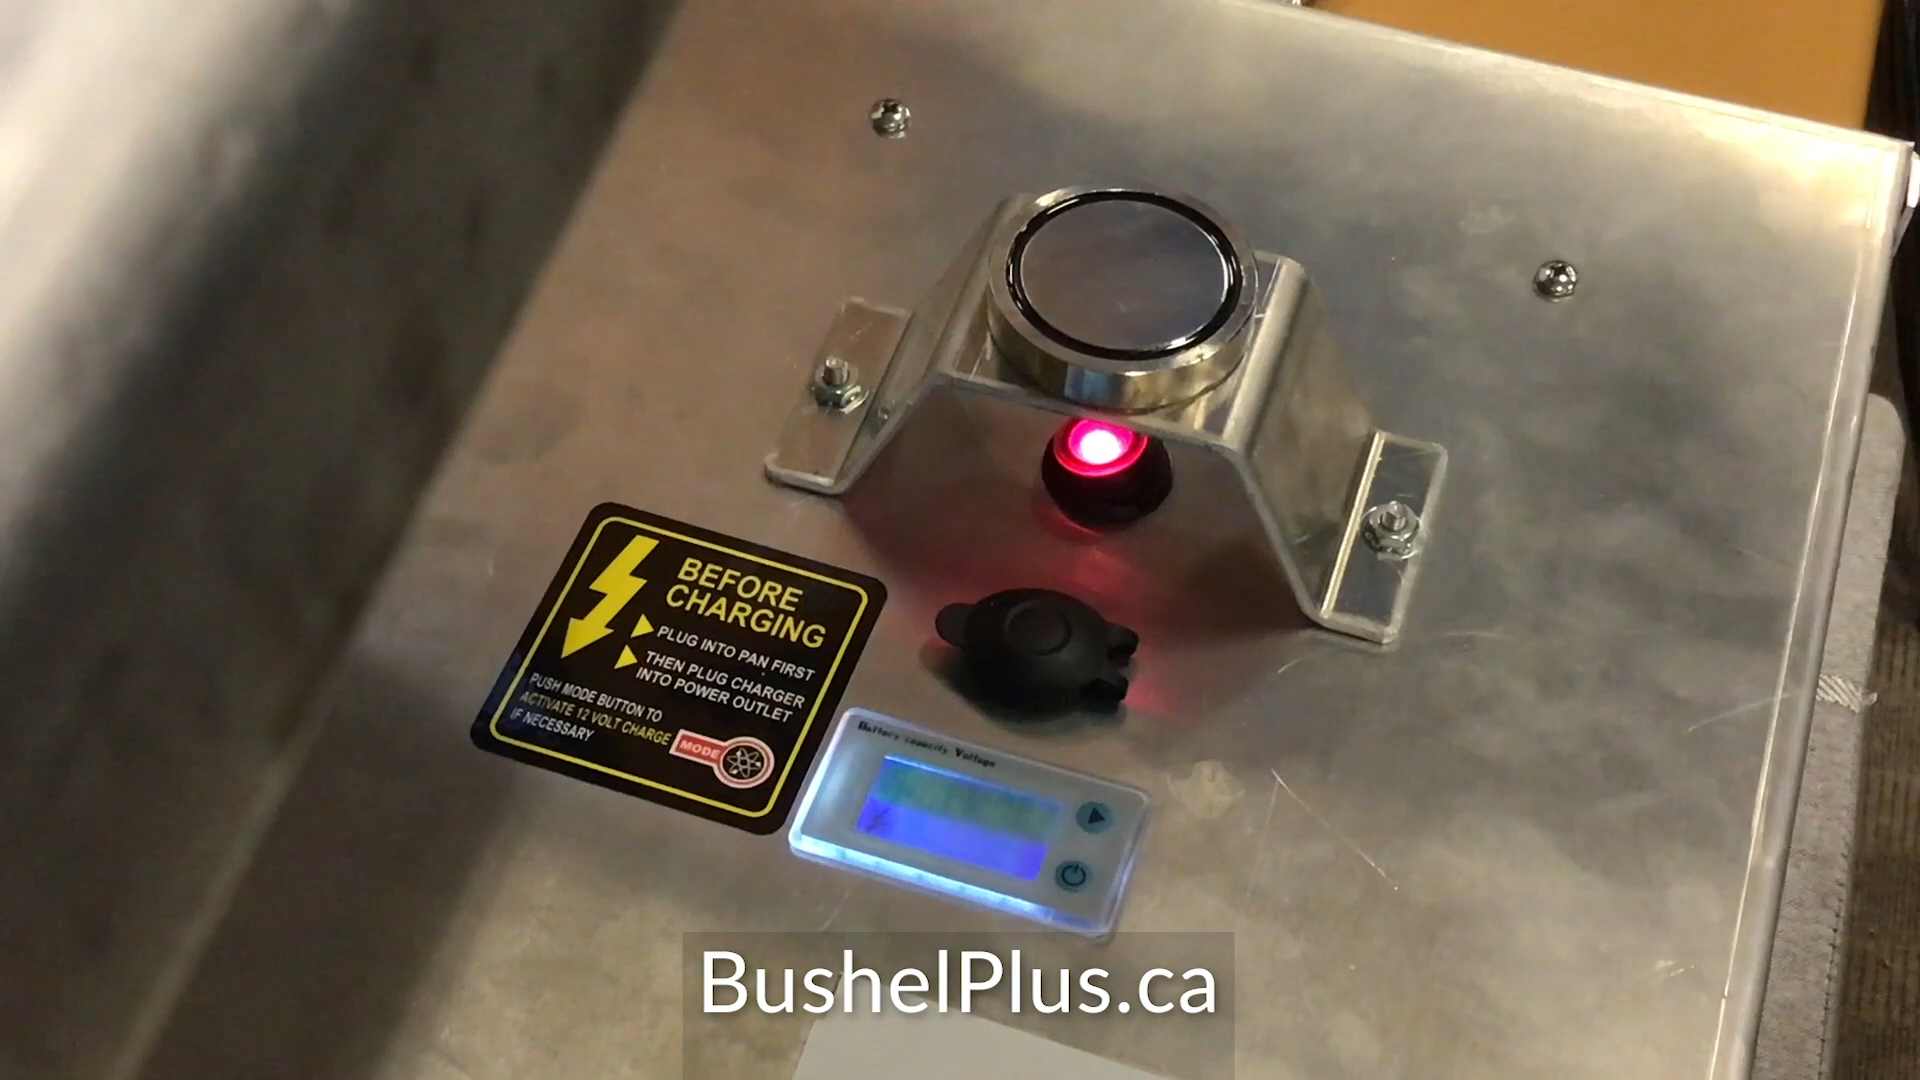 BEFORE
CHARGING
PLUG INTO PAN FIRST
THEN PLUG CHARGER
INTO POWER OUTLET
PUSH MODE BUTTON TO
ACTIVATE 12 VOLT CHARGE
IF NECESSARY
MODE
Battery capacity Voltage
BushelPlus.ca